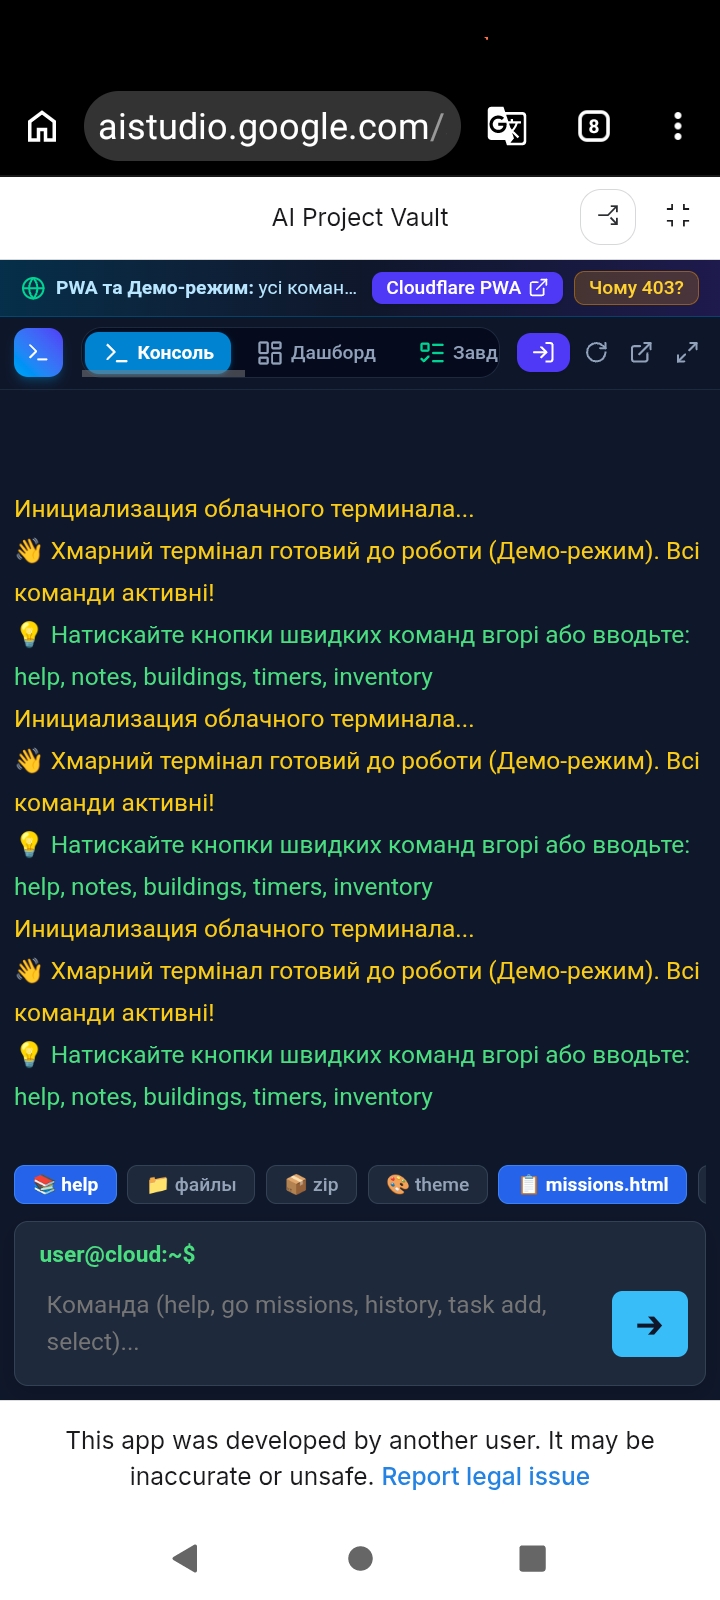 aistudio.google.com/
8
AI Project Vault
PWA та Демо-режим: усі коман...
Cloudflare PWA
Чому 403?
Консоль
Дашборд
Завд
Инициализация облачного терминала...
👋 Хмарний термінал готовий до роботи (Демо-режим). Всі
команди активні!
💡 Натискайте кнопки швидких команд вгорі або вводьте:
help, notes, buildings, timers, inventory
Инициализация облачного терминала...
👋 Хмарний термінал готовий до роботи (Демо-режим). Всі
команди активні!
💡 Натискайте кнопки швидких команд вгорі або вводьте:
help, notes, buildings, timers, inventory
Инициализация облачного терминала...
👋 Хмарний термінал готовий до роботи (Демо-режим). Всі
команди активні!
💡 Натискайте кнопки швидких команд вгорі або вводьте:
help, notes, buildings, timers, inventory
📚 help
📁 файлы
📦 zip
🎨 theme
📋 missions.html
user@cloud:~$
Команда (help, go missions, history, task add,
select)...
This app was developed by another user. It may be
inaccurate or unsafe. Report legal issue